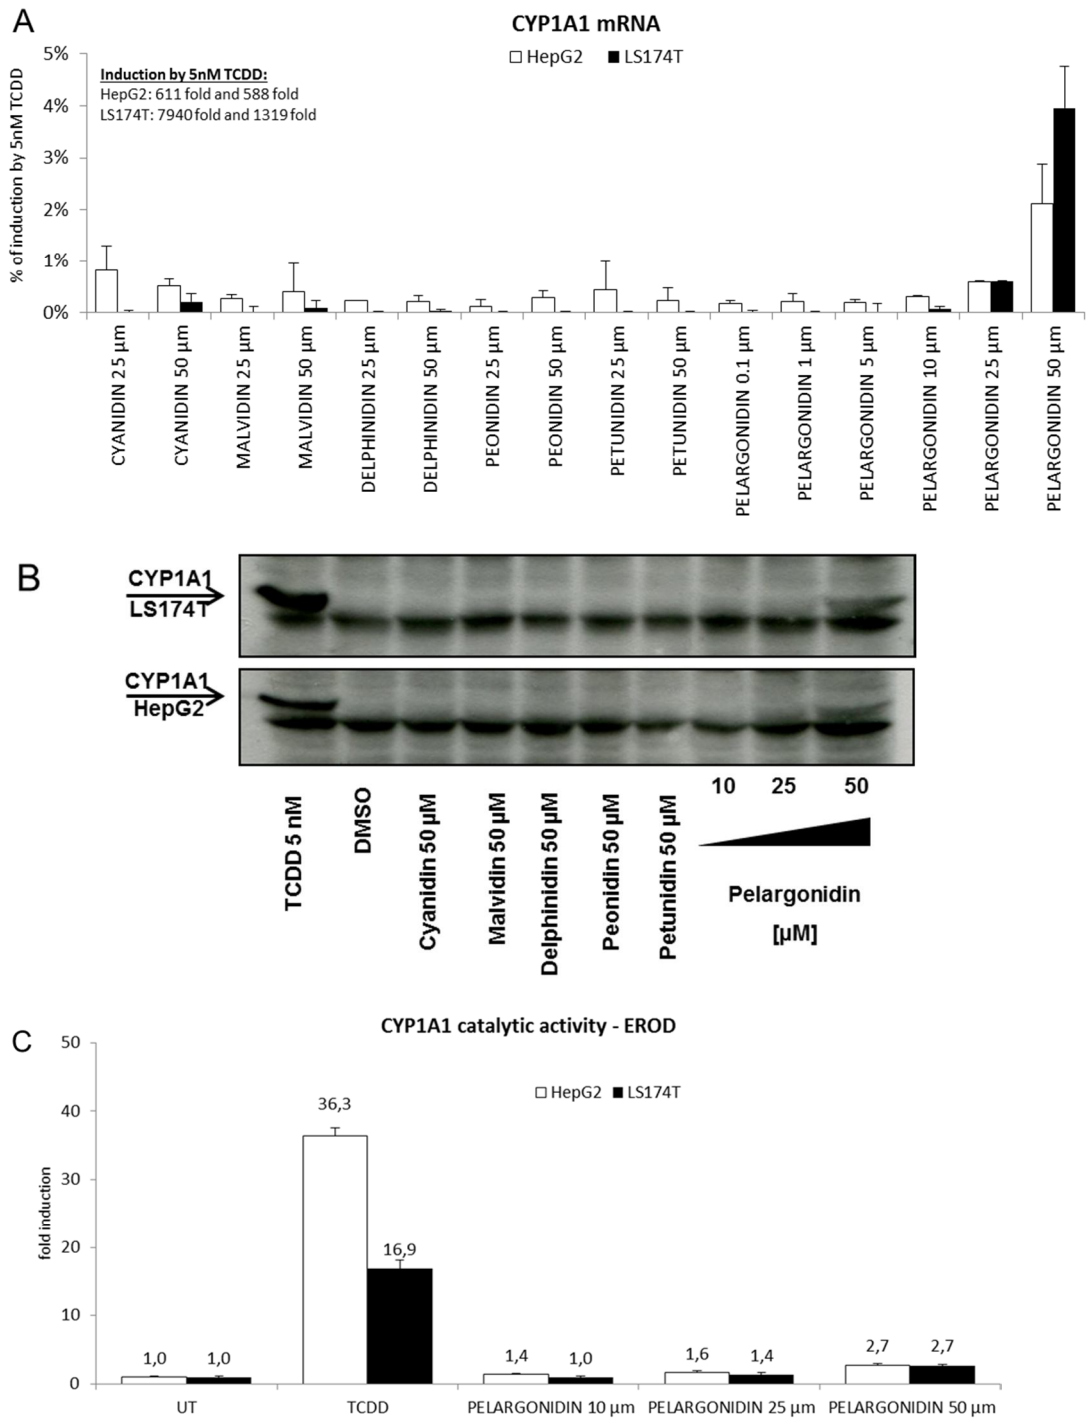 A
CYP1A1 mRNA
HepG2 LS174T
% of induction by 5nM TCDD
5%
4%
3%
2%
1%
0%
Induction by 5nM TCDD:
HepG2: 611 fold and 588 fold
LS174T: 7940 fold and 1319 fold
CYANIDIN 25 µm
CYANIDIN 50 µm
MALVIDIN 25 µm
MALVIDIN 50 µm
DELPHINIDIN 25 µm
DELPHINIDIN 50 µm
PEONIDIN 25 µm
PEONIDIN 50 µm
PETUNIDIN 25 µm
PETUNIDIN 50 µm
PELARGONIDIN 0.1 µm
PELARGONIDIN 1 µm
PELARGONIDIN 5 µm
PELARGONIDIN 10 µm
PELARGONIDIN 25 µm
PELARGONIDIN 50 µm
B
CYP1A1
LS174T
CYP1A1
HepG2
TCDD 5 nM
DMSO
Cyanidin 50 µM
Malvidin 50 µM
Delphinidin 50 µM
Peonidin 50 µM
Petunidin 50 µM
10 25 50
Pelargonidin
[µM]
C
CYP1A1 catalytic activity - EROD
HepG2 LS174T
fold induction
50
40
30
20
10
0
1,0 1,0
36,3
16,9
1,4 1,0
1,6 1,4
2,7 2,7
UT TCDD PELARGONIDIN 10 µm PELARGONIDIN 25 µm PELARGONIDIN 50 µm